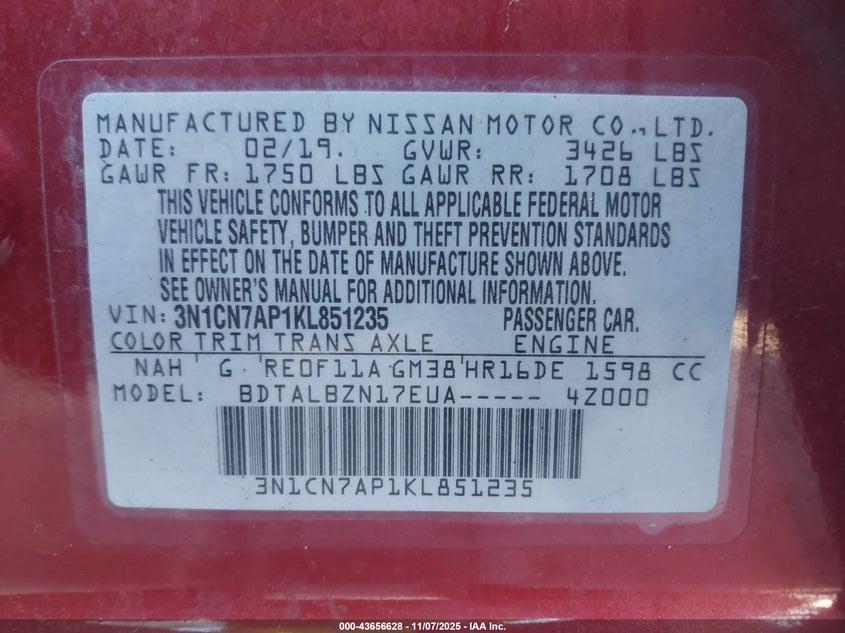 MANUFACTURED BY NISSAN MOTOR CO., LTD.
DATE: 02/19. GVWR: 3426 LBS
GAWR FR: 1750 LBS GAWR RR: 1708 LBS
THIS VEHICLE CONFORMS TO ALL APPLICABLE FEDERAL MOTOR
VEHICLE SAFETY, BUMPER AND THEFT PREVENTION STANDARDS
IN EFFECT ON THE DATE OF MANUFACTURE SHOWN ABOVE.
SEE OWNER'S MANUAL FOR ADDITIONAL INFORMATION.
VIN: 3N1CN7AP1KL851235 PASSENGER CAR.
COLOR TRIM TRANS AXLE ENGINE
NAH G RE0F11A GM38 HR16DE 1598 CC
MODEL: BDTALBZN17EUA----- 4Z000
3N1CN7AP1KL851235
000-43656628 - 11/07/2025 - IAA Inc.